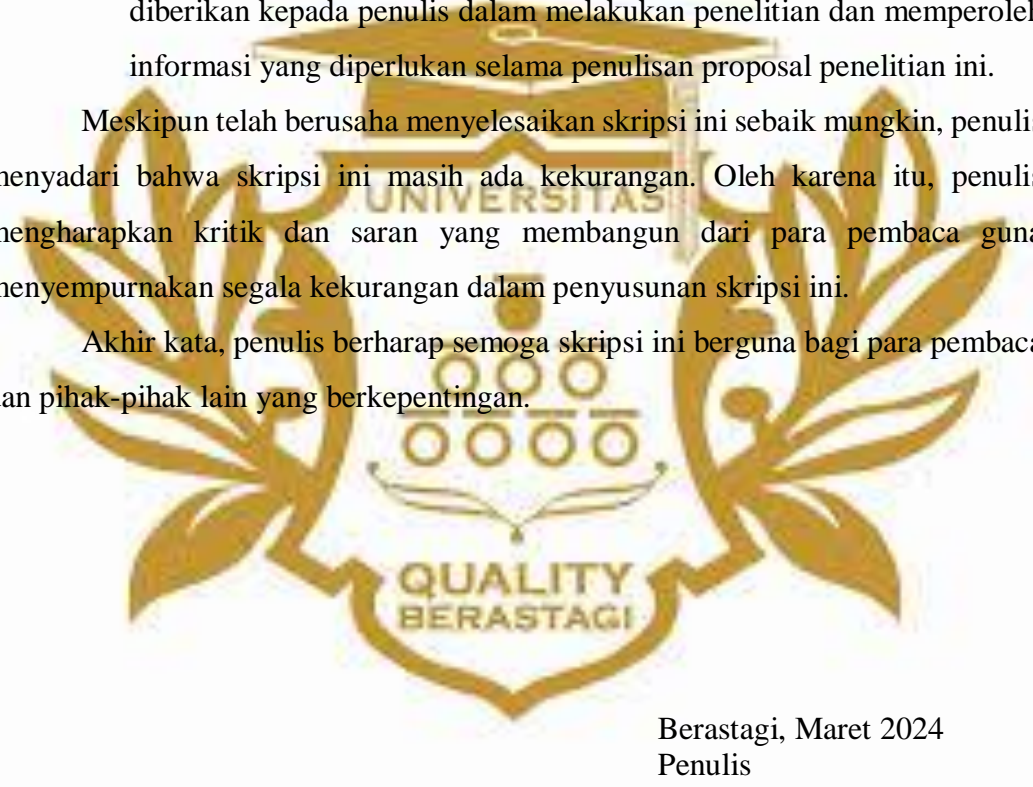 diberikan kepada penulis dalam melakukan penelitian dan memperoleh
informasi yang diperlukan selama penulisan proposal penelitian ini.
Meskipun telah berusaha menyelesaikan skripsi ini sebaik mungkin, penulis
menyadari bahwa skripsi ini masih ada kekurangan. Oleh karena itu, penulis
UNIVERSITAS
mengharapkan kritik dan saran yang membangun dari para pembaca guna
menyempurnakan segala kekurangan dalam penyusunan skripsi ini.
Akhir kata, penulis berharap semoga skripsi ini berguna bagi para pembaca
dan pihak-pihak lain yang berkepentingan.
QUALITY
BERASTAGI
Berastagi, Maret 2024
Penulis